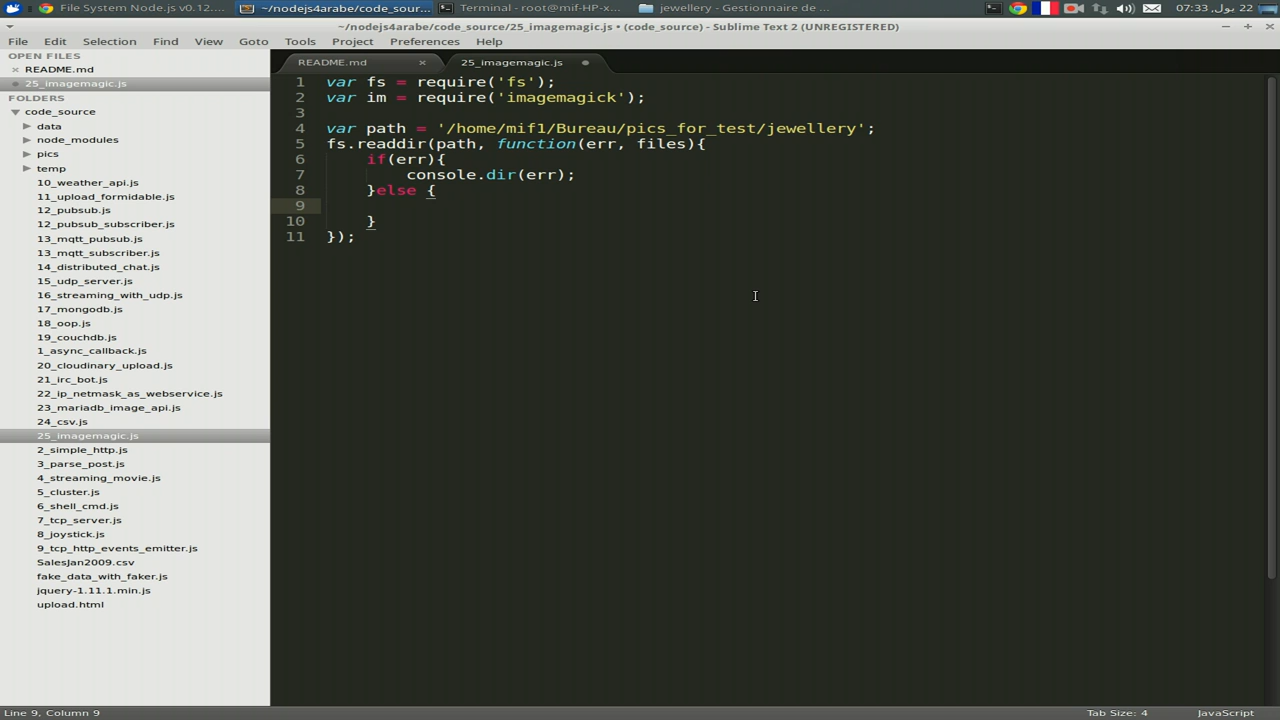 File System Node.js v0.12....
~/nodejs4arabe/code_sour...
Terminal - root@mif-HP-x...
jewellery - Gestionnaire de ...
07:33 ,22 يول
~/nodejs4arabe/code_source/25_imagemagic.js • (code_source) - Sublime Text 2 (UNREGISTERED)
File Edit Selection Find View Goto Tools Project Preferences Help
OPEN FILES
README.md
25_imagemagic.js
FOLDERS
code_source
data
node_modules
pics
temp
10_weather_api.js
11_upload_formidable.js
12_pubsub.js
12_pubsub_subscriber.js
13_mqtt_pubsub.js
13_mqtt_subscriber.js
14_distributed_chat.js
15_udp_server.js
16_streaming_with_udp.js
17_mongodb.js
18_oop.js
19_couchdb.js
1_async_callback.js
20_cloudinary_upload.js
21_irc_bot.js
22_ip_netmask_as_webservice.js
23_mariadb_image_api.js
24_csv.js
25_imagemagic.js
2_simple_http.js
3_parse_post.js
4_streaming_movie.js
5_cluster.js
6_shell_cmd.js
7_tcp_server.js
8_joystick.js
9_tcp_http_events_emitter.js
SalesJan2009.csv
fake_data_with_faker.js
jquery-1.11.1.min.js
upload.html
README.md
25_imagemagic.js
1 var fs = require('fs');
2 var im = require('imagemagick');
3
4 var path = '/home/mif1/Bureau/pics_for_test/jewellery';
5 fs.readdir(path, function(err, files){
6 if(err){
7 console.dir(err);
8 }else {
9
10 }
11 });
Line 9, Column 9
Tab Size: 4
JavaScript